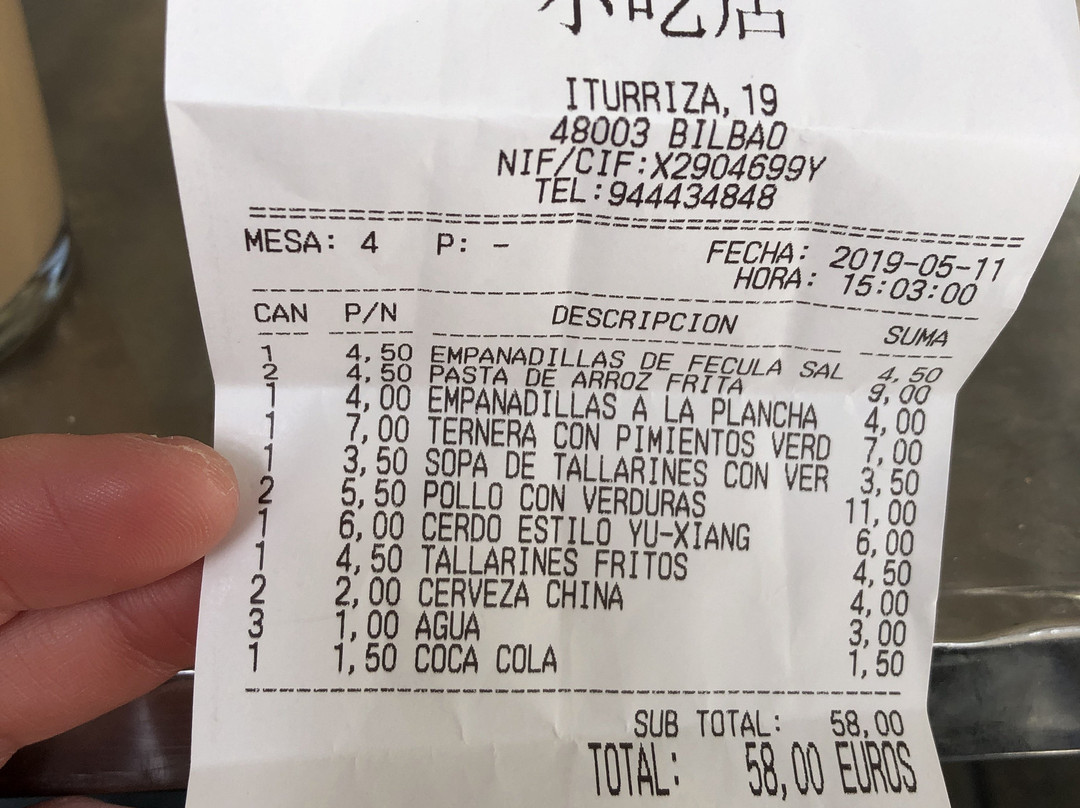 小吃店
ITURRIZA, 19
48003 BILBAO
NIF/CIF:X2904699Y
TEL:944434848
MESA: 4 P: - FECHA: 2019-05-11
HORA: 15:03:00
CAN P/N DESCRIPCION SUMA
1 4,50 EMPANADILLAS DE FECULA SAL 4,50
2 4,50 PASTA DE ARROZ FRITA 9,00
1 4,00 EMPANADILLAS A LA PLANCHA 4,00
1 7,00 TERNERA CON PIMIENTOS VERD 7,00
1 3,50 SOPA DE TALLARINES CON VER 3,50
2 5,50 POLLO CON VERDURAS 11,00
1 6,00 CERDO ESTILO YU-XIANG 6,00
1 4,50 TALLARINES FRITOS 4,50
2 2,00 CERVEZA CHINA 4,00
3 1,00 AGUA 3,00
1 1,50 COCA COLA 1,50
SUB TOTAL: 58,00
TOTAL: 58,00 EUROS